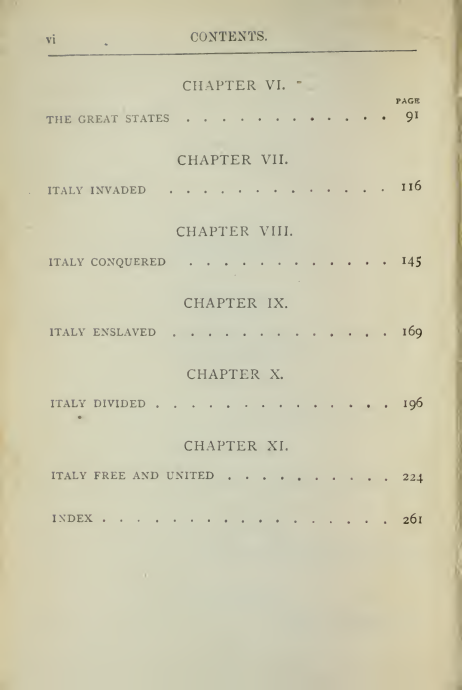 vi CONTENTS.
CHAPTER VI.
PAGE
THE GREAT STATES . . . . . . . . . . . . 91
CHAPTER VII.
ITALY INVADED . . . . . . . . . . . . . 116
CHAPTER VIII.
ITALY CONQUERED . . . . . . . . . . . . 145
CHAPTER IX.
ITALY ENSLAVED . . . . . . . . . . . . . 169
CHAPTER X.
ITALY DIVIDED . . . . . . . . . . . . . . 196
CHAPTER XI.
ITALY FREE AND UNITED . . . . . . . . . . 224
INDEX . . . . . . . . . . . . . . . . . 261